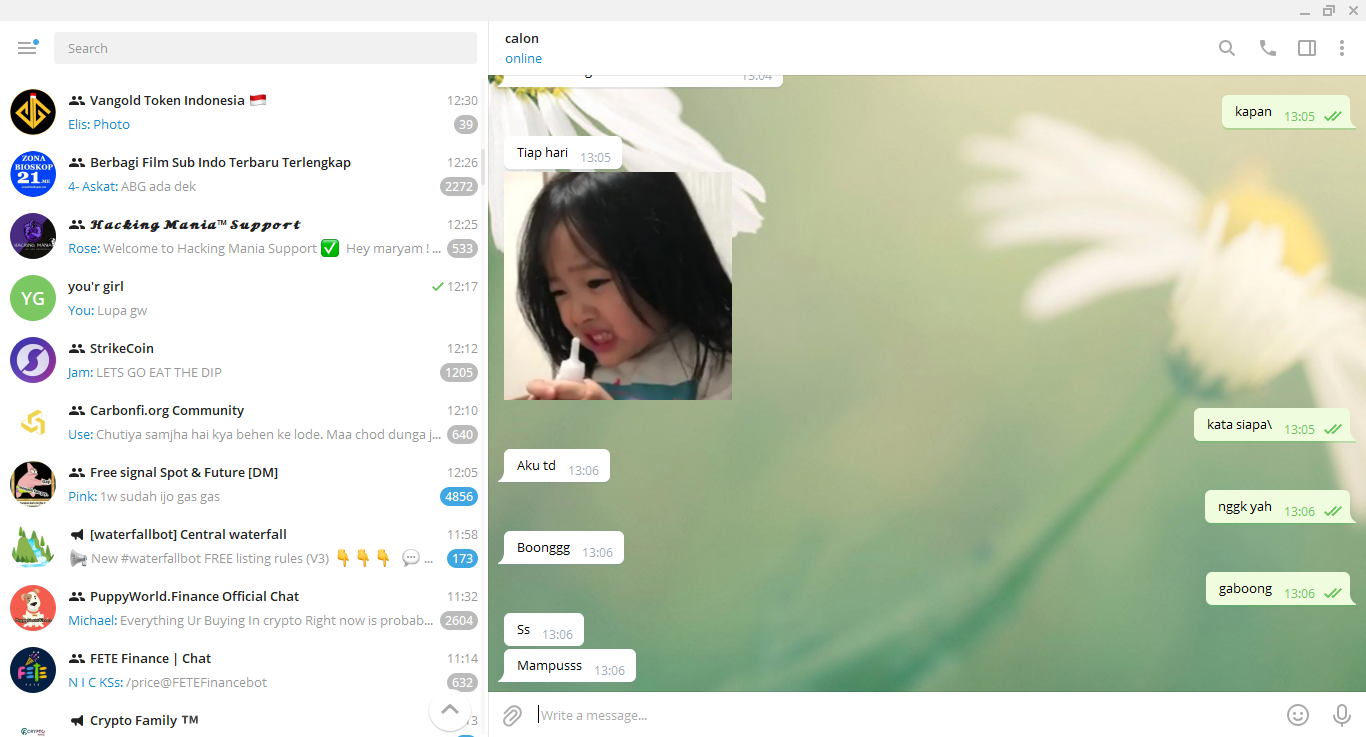 Search
Vangold Token Indonesia 🇮🇩
12:30
Elis: Photo
39
ZONA
BIOSKOP
21.ME
Berbagi Film Sub Indo Terbaru Terlengkap
12:26
4- Askat: ABG ada dek
2272
HACKING MANIA
𝓗𝓪𝓬𝓴𝓲𝓷𝓰 𝓜𝓪𝓷𝓲𝓪™ 𝓢𝓾𝓹𝓹𝓸𝓻𝓽
12:25
Rose: Welcome to Hacking Mania Support ✅ Hey maryam ! ...
533
YG
you'r girl
12:17
You: Lupa gw
StrikeCoin
12:12
Jam: LETS GO EAT THE DIP
1205
Carbonfi.org Community
12:10
Use: Chutiya samjha hai kya behen ke lode. Maa chod dunga j...
640
Free signal Spot & Future [DM]
12:05
Pink: 1w sudah ijo gas gas
4856
[waterfallbot] Central waterfall
11:58
📢 New #waterfallbot FREE listing rules (V3) 👇 👇 👇 💬 ...
173
PuppyWorld.Finance Official Chat
11:32
Michael: Everything Ur Buying In crypto Right now is probab...
2604
FETE
FETE Finance | Chat
11:14
N I C KSs: /price@FETEFinancebot
632
CRYPTO
Crypto Family ™
3
calon
online
13:04
kapan 13:05
Tiap hari 13:05
kata siapa\ 13:05
Aku td 13:06
nggk yah 13:06
Boonggg 13:06
gaboong 13:06
Ss 13:06
Mampusss 13:06
Write a message...